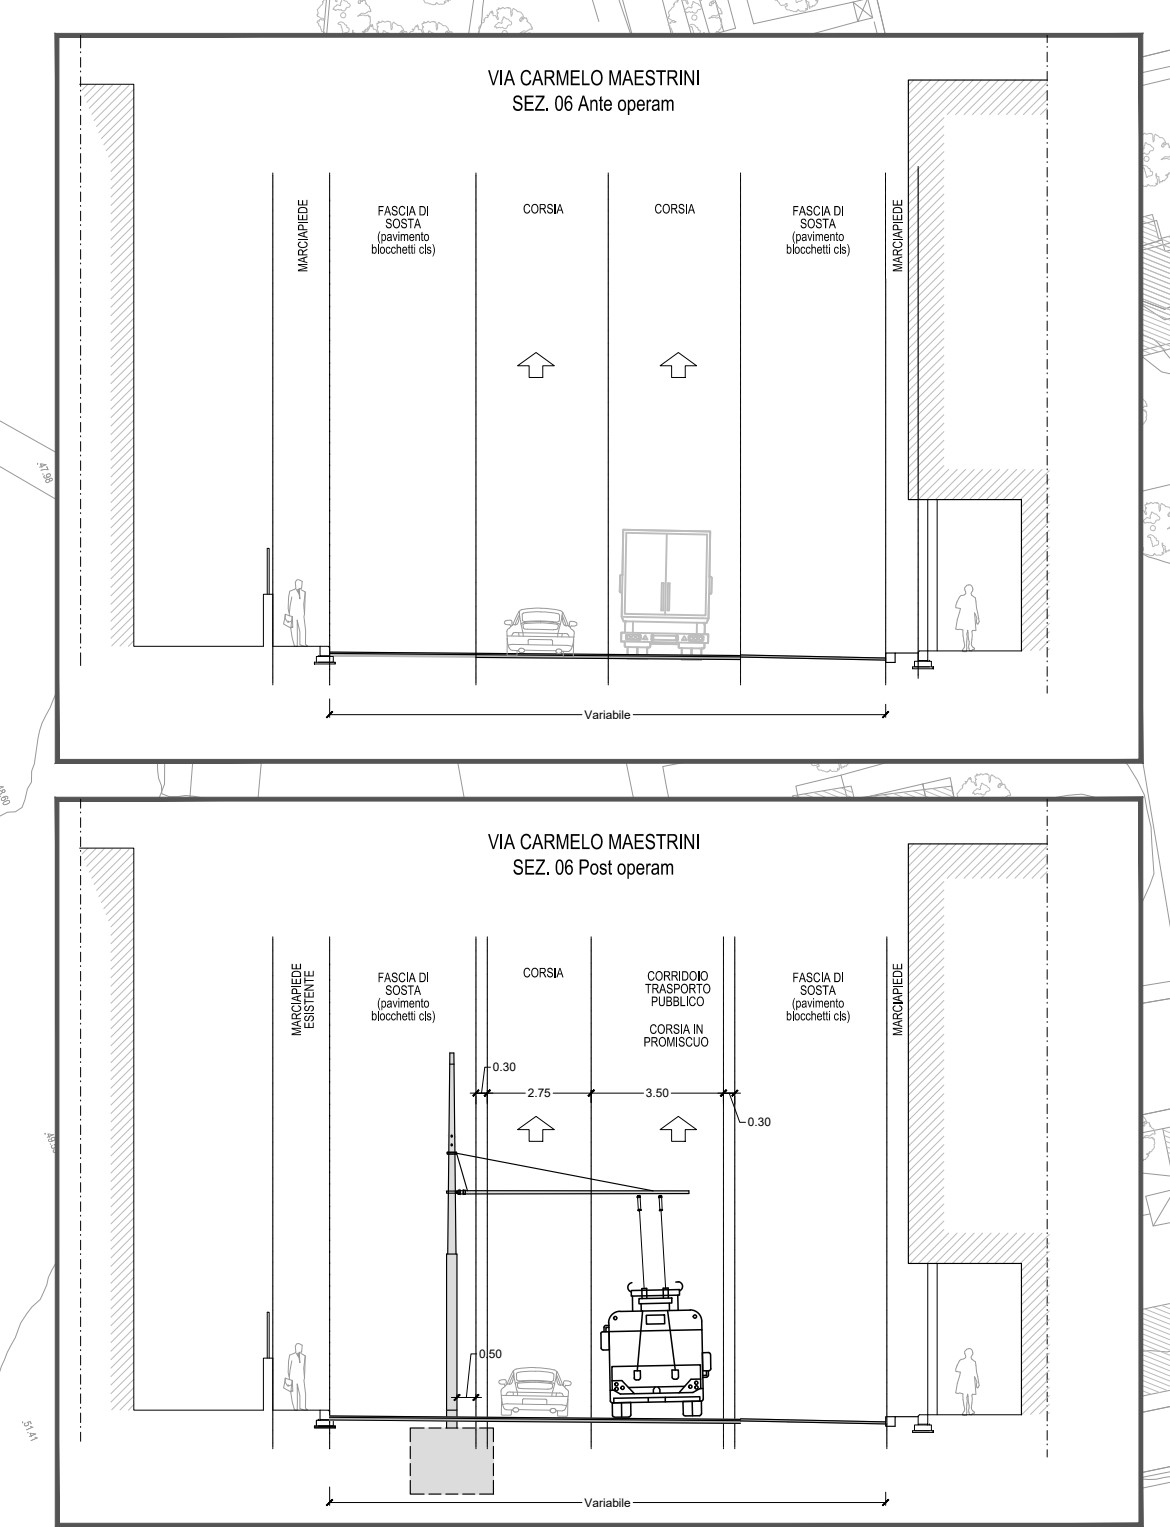 VIA CARMELO MAESTRINI
SEZ. 06 Ante operam
MARCIAPIEDE
FASCIA DI
SOSTA
(pavimento
blocchetti cls)
CORSIA
CORSIA
FASCIA DI
SOSTA
(pavimento
blocchetti cls)
MARCIAPIEDE
47.98
Variabile
48.60
VIA CARMELO MAESTRINI
SEZ. 06 Post operam
MARCIAPIEDE
ESISTENTE
FASCIA DI
SOSTA
(pavimento
blocchetti cls)
CORSIA
CORRIDOIO
TRASPORTO
PUBBLICO
CORSIA IN
PROMISCUO
FASCIA DI
SOSTA
(pavimento
blocchetti cls)
MARCIAPIEDE
0.30
2.75
3.50
0.30
0.50
51.41
Variabile